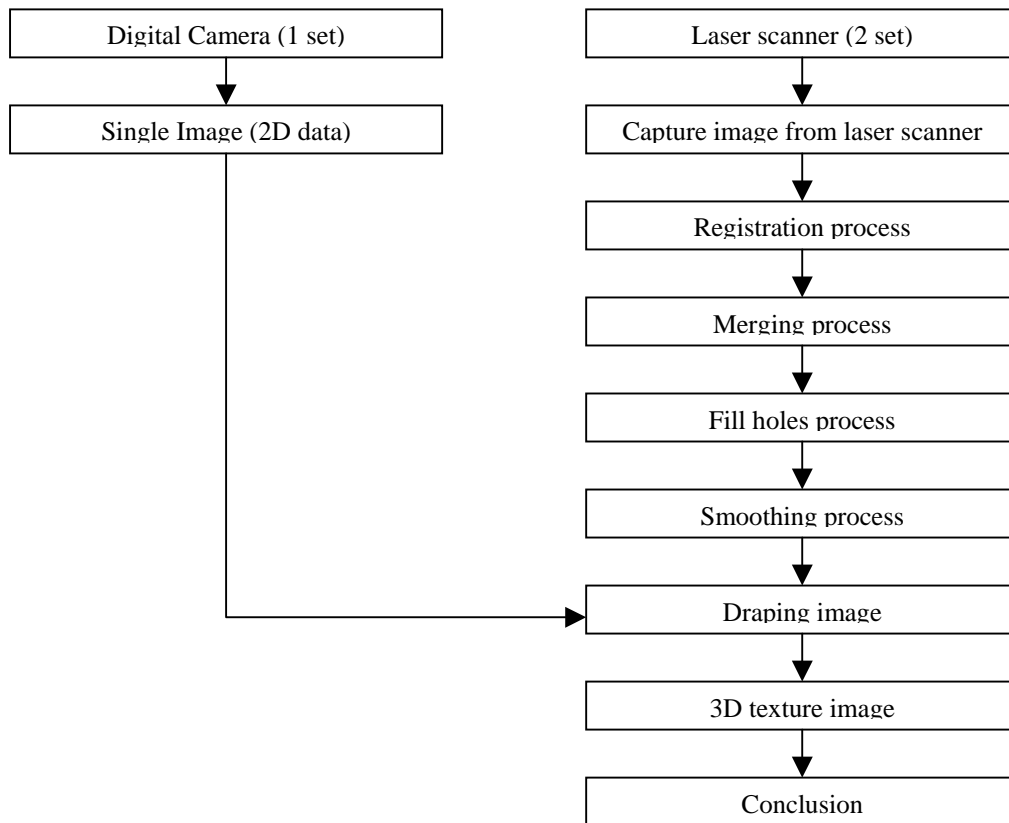 Digital Camera (1 set)
Single Image (2D data)
Laser scanner (2 set)
Capture image from laser scanner
Registration process
Merging process
Fill holes process
Smoothing process
Draping image
3D texture image
Conclusion